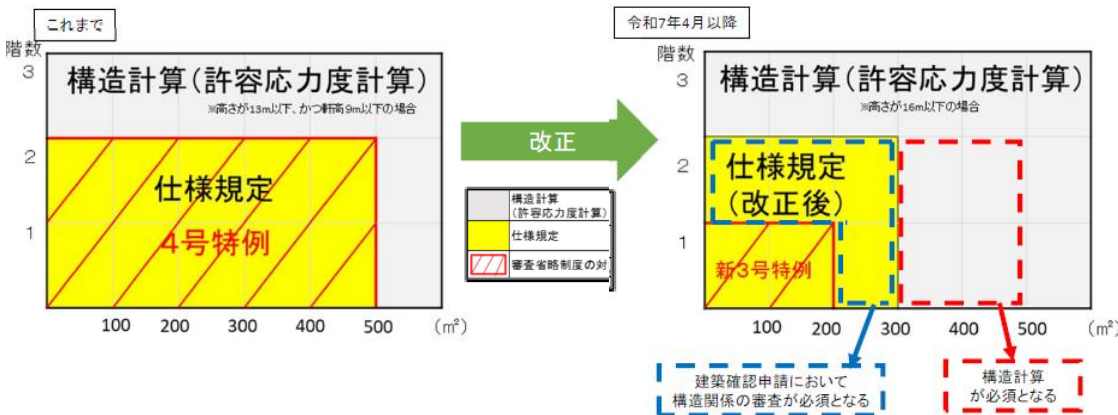 これまで
階数
3
構造計算(許容応力度計算)
※高さが13m以下、かつ軒高9m以下の場合
2
仕様規定
1
4号特例
100 200 300 400 500 (㎡)
改正
構造計算
(許容応力度計算)
仕様規定
審査省略制度の対
令和7年4月以降
階数
3
構造計算(許容応力度計算)
※高さが16m以下の場合
2
仕様規定
(改正後)
1
新3号特例
100 200 300 400 500 (㎡)
建築確認申請において
構造関係の審査が必須となる
構造計算
が必須となる